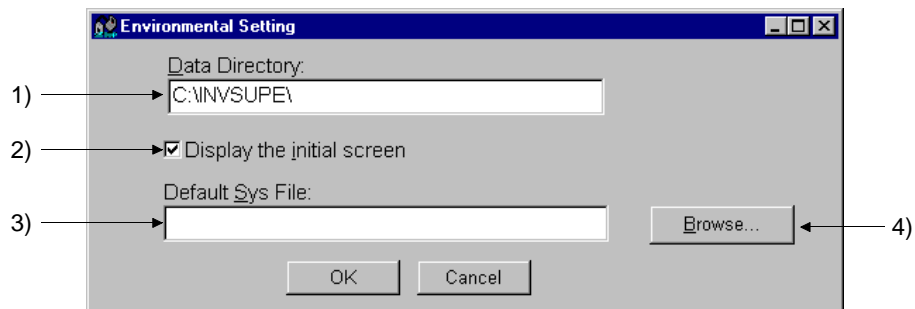 Environmental Setting
Data Directory:
1)
C:\INVSUPE\
2)
Display the initial screen
Default Sys File:
3)
Browse...
4)
OK Cancel